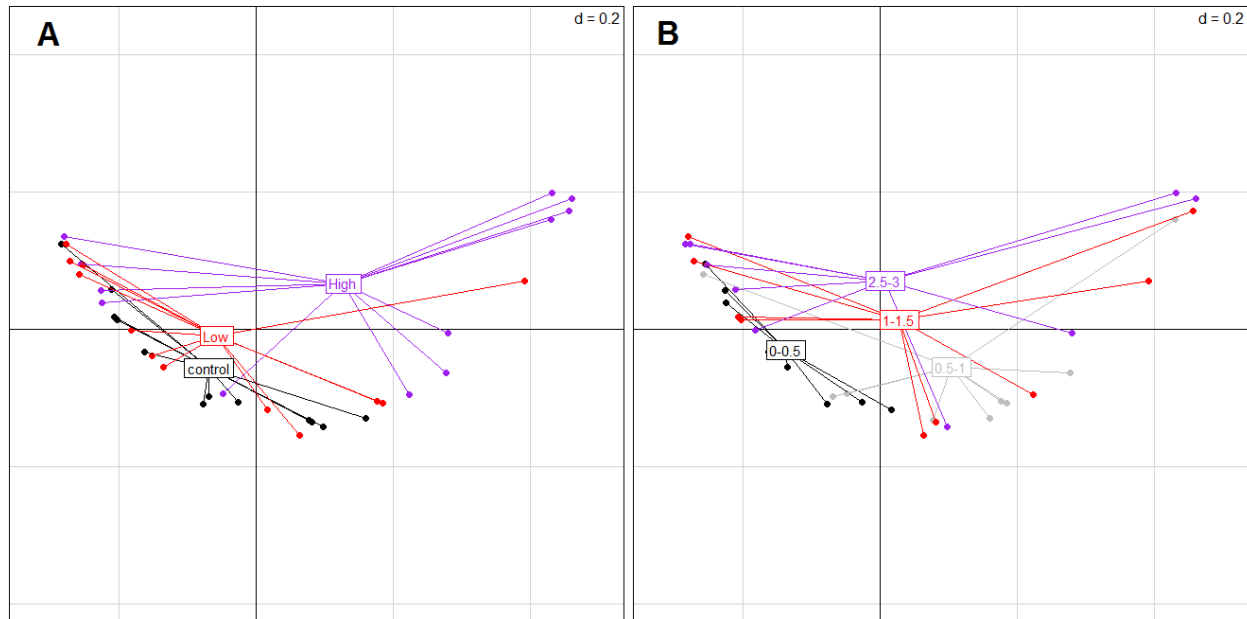 A
d = 0.2
High
Low
control
B
d = 0.2
2.5-3
1-1.5
0-0.5
0.5-1